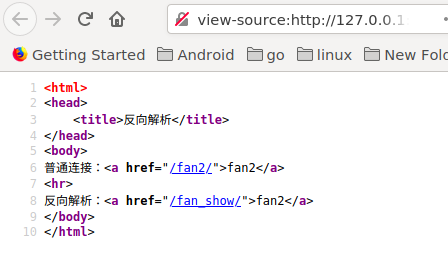 view-source:http://127.0.0.1
Getting Started Android go linux New Fol
1 <html>
2 <head>
3     <title>反向解析</title>
4 </head>
5 <body>
6 普通连接：<a href="/fan2/">fan2</a>
7 <hr>
8 反向解析：<a href="/fan_show/">fan2</a>
9 </body>
10 </html>